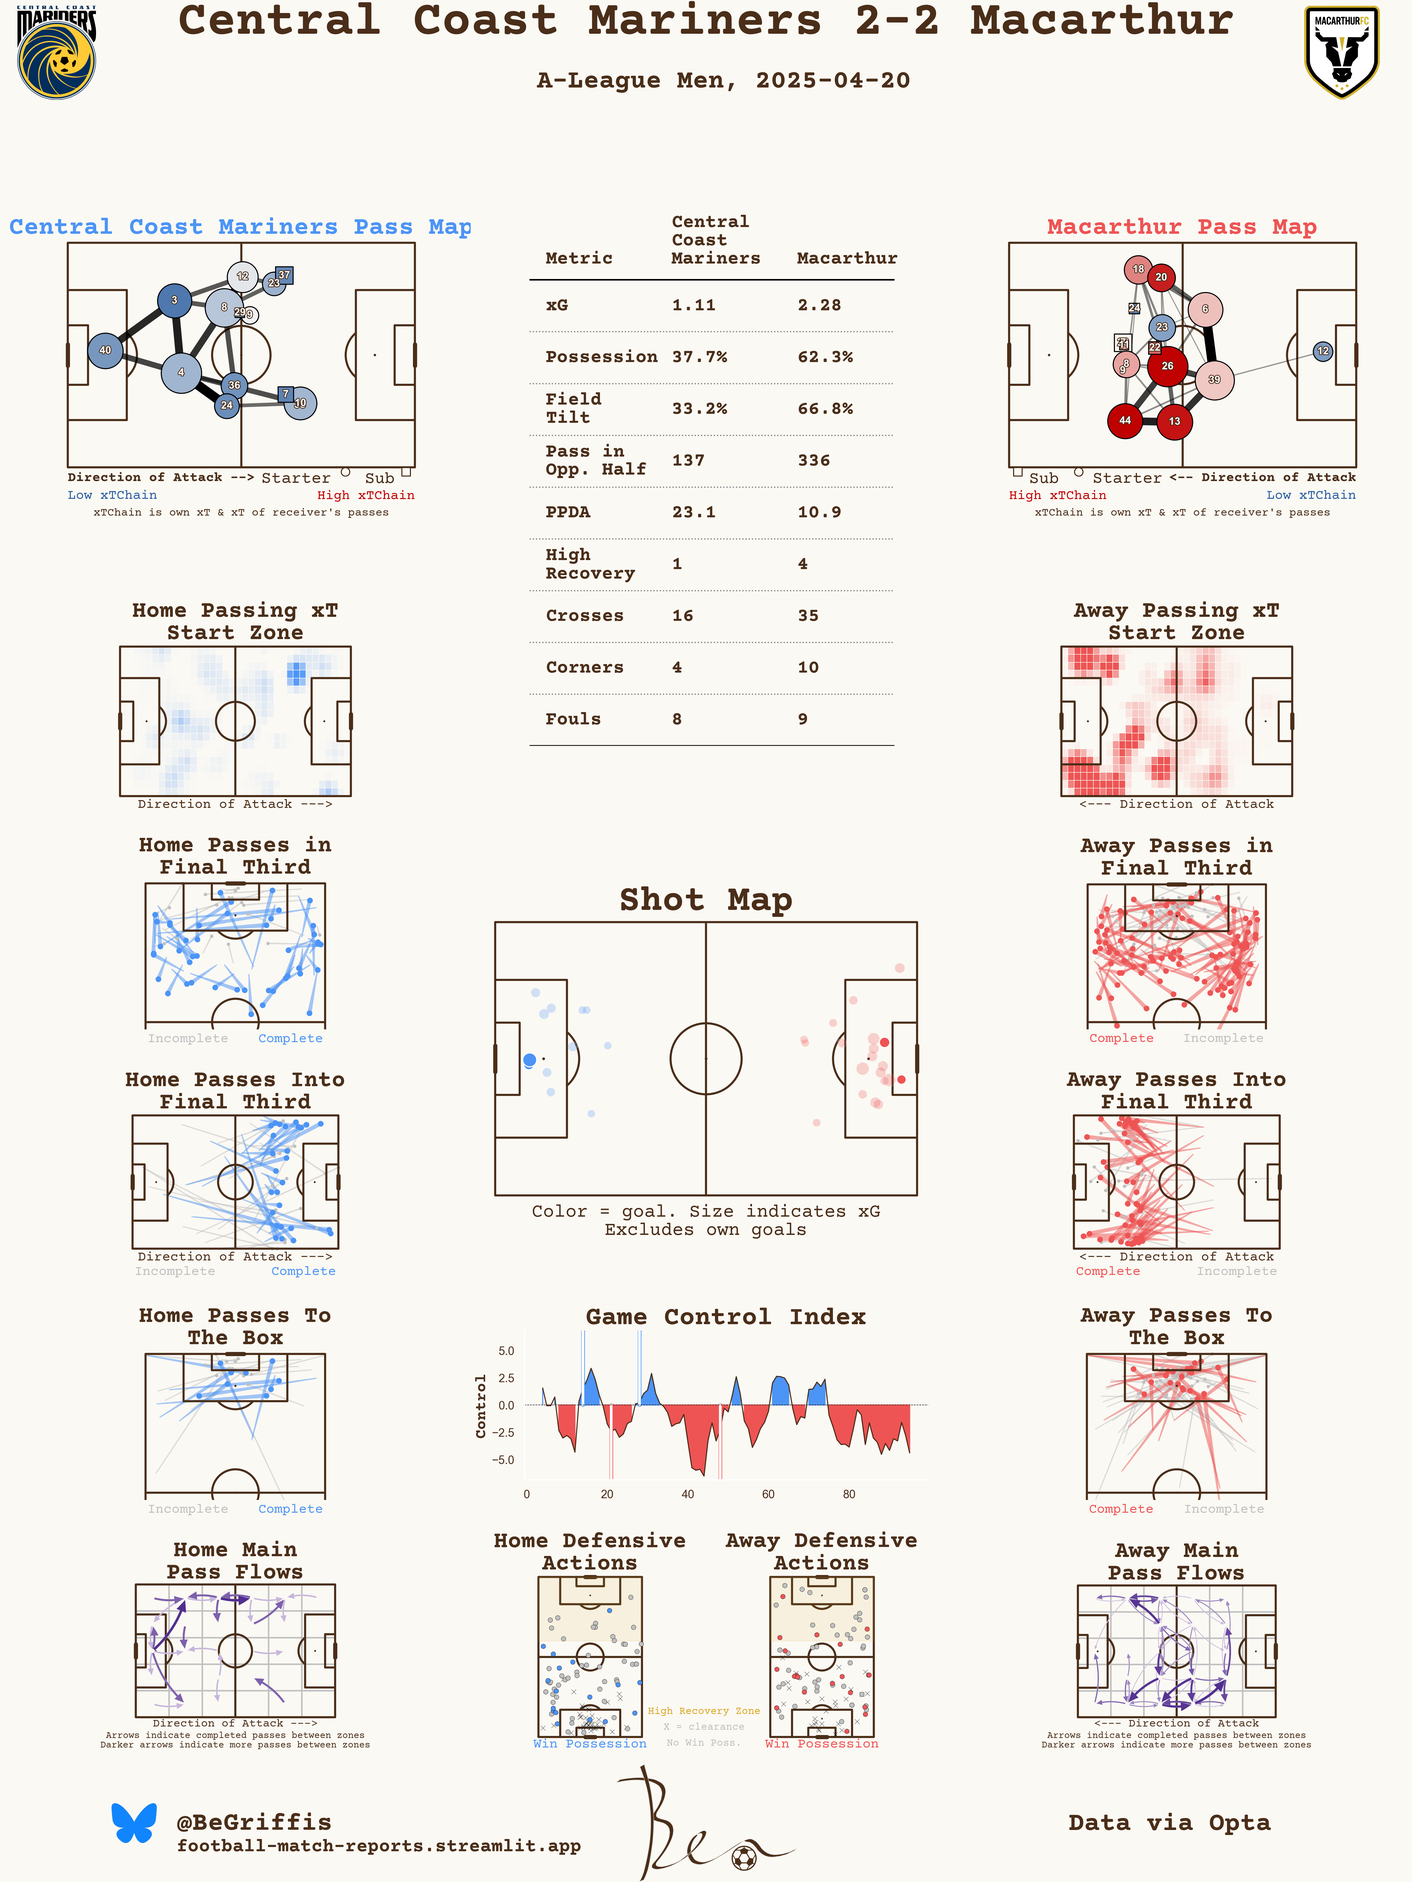 CENTRAL COAST
MARINERS
Central Coast Mariners 2-2 Macarthur
A-League Men, 2025-04-20
MACARTHURFC
Central Coast Mariners Pass Map
12
37
23
3
8
29
9
40
4
36
7
24
10
Direction of Attack --> Starter Sub
Low xTChain High xTChain
xTChain is own xT & xT of receiver's passes
Metric Central Coast Mariners Macarthur
xG 1.11 2.28
Possession 37.7% 62.3%
Field Tilt 33.2% 66.8%
Pass in Opp. Half 137 336
PPDA 23.1 10.9
High Recovery 1 4
Crosses 16 35
Corners 4 10
Fouls 8 9
Macarthur Pass Map
18
20
24
6
23
22
8
9
26
12
39
44
13
Sub Starter <-- Direction of Attack
High xTChain Low xTChain
xTChain is own xT & xT of receiver's passes
Home Passing xT
Start Zone
Direction of Attack --->
Away Passing xT
Start Zone
<--- Direction of Attack
Home Passes in
Final Third
Incomplete Complete
Shot Map
Color = goal. Size indicates xG
Excludes own goals
Away Passes in
Final Third
Complete Incomplete
Home Passes Into
Final Third
Direction of Attack --->
Incomplete Complete
Away Passes Into
Final Third
<--- Direction of Attack
Complete Incomplete
Home Passes To
The Box
Incomplete Complete
Game Control Index
Control
5.0
2.5
0.0
−2.5
−5.0
0 20 40 60 80
Away Passes To
The Box
Complete Incomplete
Home Main
Pass Flows
Direction of Attack --->
Arrows indicate completed passes between zones
Darker arrows indicate more passes between zones
Home Defensive
Actions
Win Possession
High Recovery Zone
X = clearance
No Win Poss.
Away Defensive
Actions
Win Possession
Away Main
Pass Flows
<--- Direction of Attack
Arrows indicate completed passes between zones
Darker arrows indicate more passes between zones
@BeGriffis
football-match-reports.streamlit.app
Ben
Data via Opta